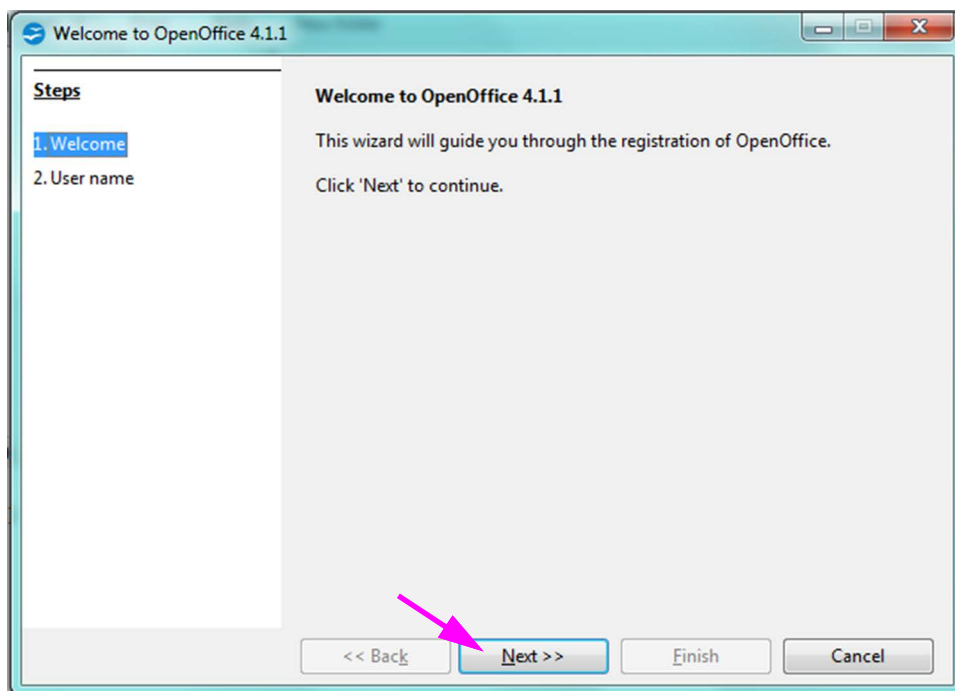 Welcome to OpenOffice 4.1.1
Steps
1. Welcome
2. User name
Welcome to OpenOffice 4.1.1
This wizard will guide you through the registration of OpenOffice.
Click 'Next' to continue.
<< Back Next >> Finish Cancel